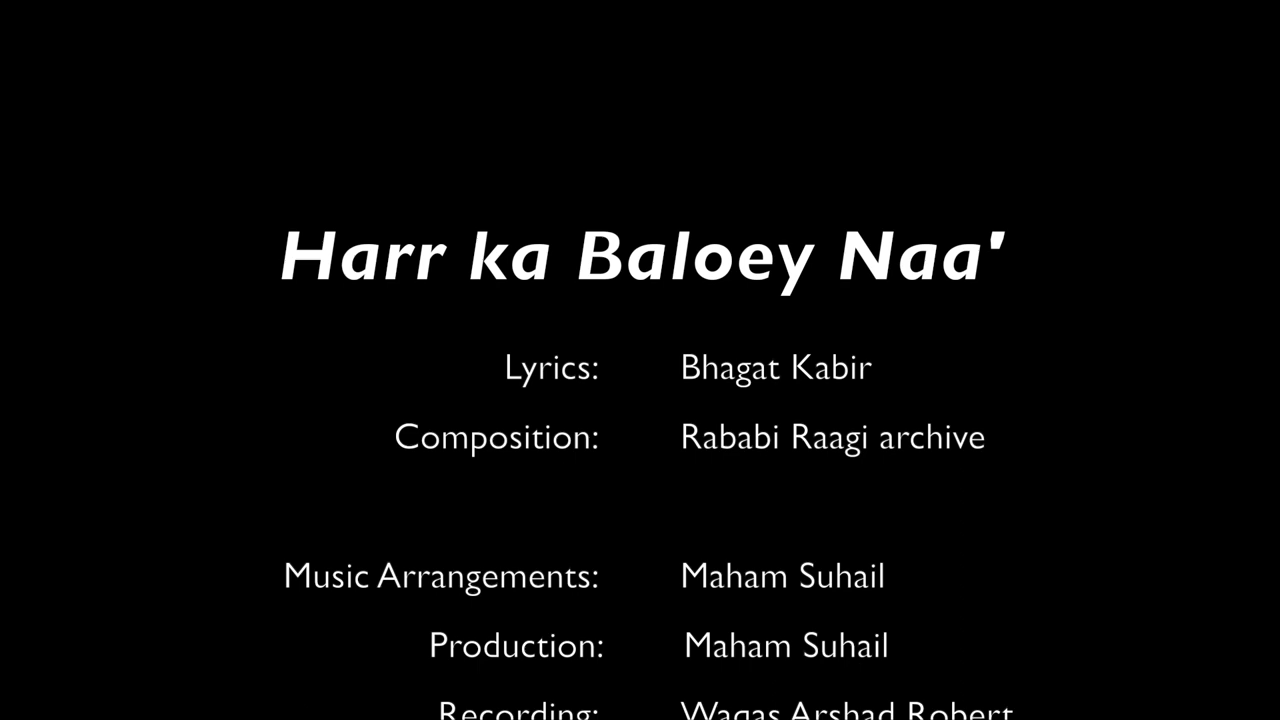 Harr ka Baloey Naa'
Lyrics: Bhagat Kabir
Composition: Rababi Raagi archive
Music Arrangements: Maham Suhail
Production: Maham Suhail
Recording: Waqas Arshad Robert